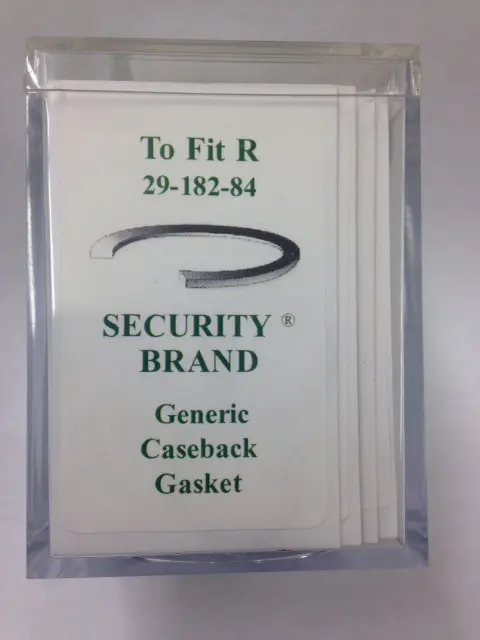 To Fit R
29-182-84
SECURITY ®
BRAND
Generic
Caseback
Gasket